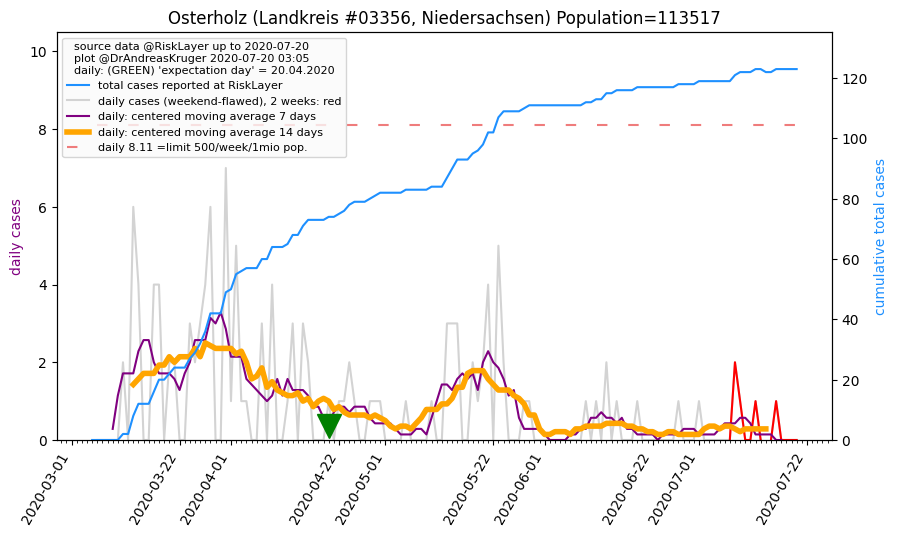 Osterholz (Landkreis #03356, Niedersachsen) Population=113517
source data @RiskLayer up to 2020-07-20
plot @DrAndreasKruger 2020-07-20 03:05
daily: (GREEN) 'expectation day' = 20.04.2020
total cases reported at RiskLayer
daily cases (weekend-flawed), 2 weeks: red
daily: centered moving average 7 days
daily: centered moving average 14 days
daily 8.11 =limit 500/week/1mio pop.
daily cases
10
8
6
4
2
0
cumulative total cases
120
100
80
60
40
20
0
2020-03-01
2020-03-22
2020-04-01
2020-04-22
2020-05-01
2020-05-22
2020-06-01
2020-06-22
2020-07-01
2020-07-22